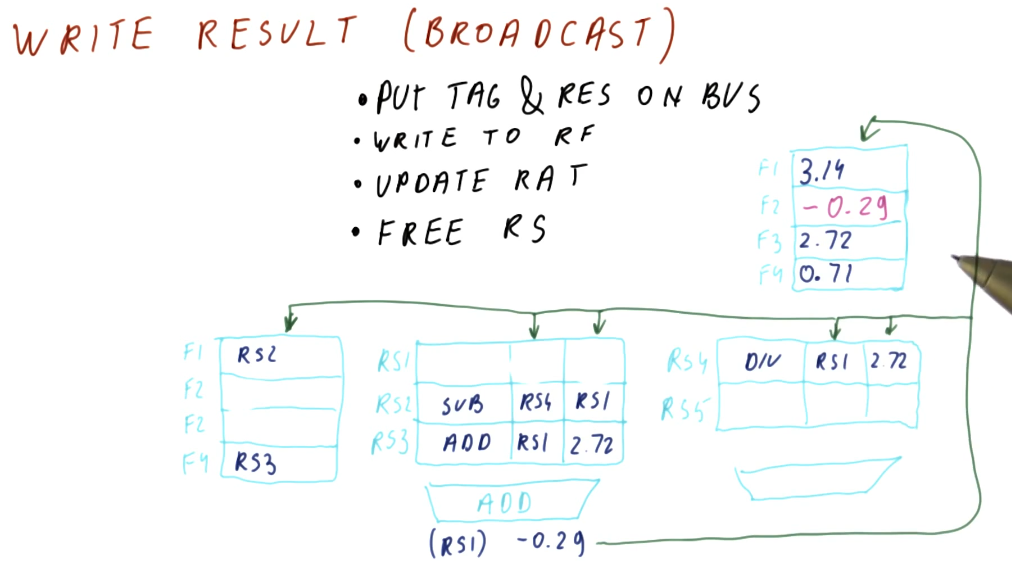 WRITE RESULT (BROADCAST)
• PUT TAG & RES ON BUS
• WRITE TO RF
• UPDATE RAT
• FREE RS
F1 3.14
F2 -0.29
F3 2.72
F4 0.71
F1 RS2
F2
F2
F4 RS3
RS1
RS2 SUB RS4 RS1
RS3 ADD RS1 2.72
ADD
(RS1) -0.29
RS4 DIV RS1 2.72
RS5